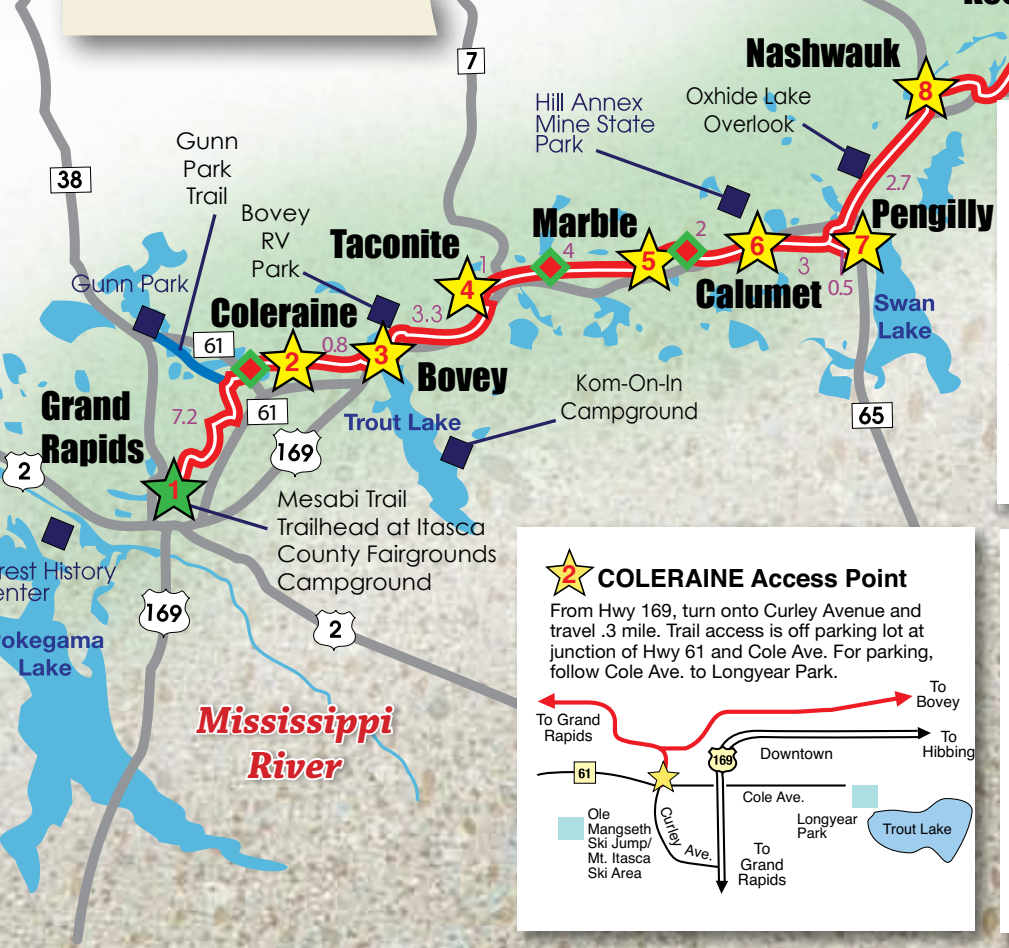 7
Nashwauk
8
Hill Annex
Mine State
Park
Oxhide Lake
Overlook
Gunn
Park
Trail
38
2.7
Bovey
RV
Park
Marble
Pengilly
Taconite
1
4
2
5
6
7
4
3
0.5
Gunn Park
Coleraine
Calumet
Swan
Lake
3.3
61
0.8
2
3
Bovey
Kom-On-In
Campground
Grand
Rapids
7.2
61
Trout Lake
65
169
2
1
Mesabi Trail
Trailhead at Itasca
County Fairgrounds
Campground
rest History
enter
169
2
okegama
Lake
Mississippi
River
2 COLERAINE Access Point
From Hwy 169, turn onto Curley Avenue and
travel .3 mile. Trail access is off parking lot at
junction of Hwy 61 and Cole Ave. For parking,
follow Cole Ave. to Longyear Park.
To
Bovey
To Grand
Rapids
To
Hibbing
169
Downtown
61
Cole Ave.
Ole
Mangseth
Ski Jump/
Mt. Itasca
Ski Area
Curley Ave.
Longyear
Park
Trout Lake
To
Grand
Rapids